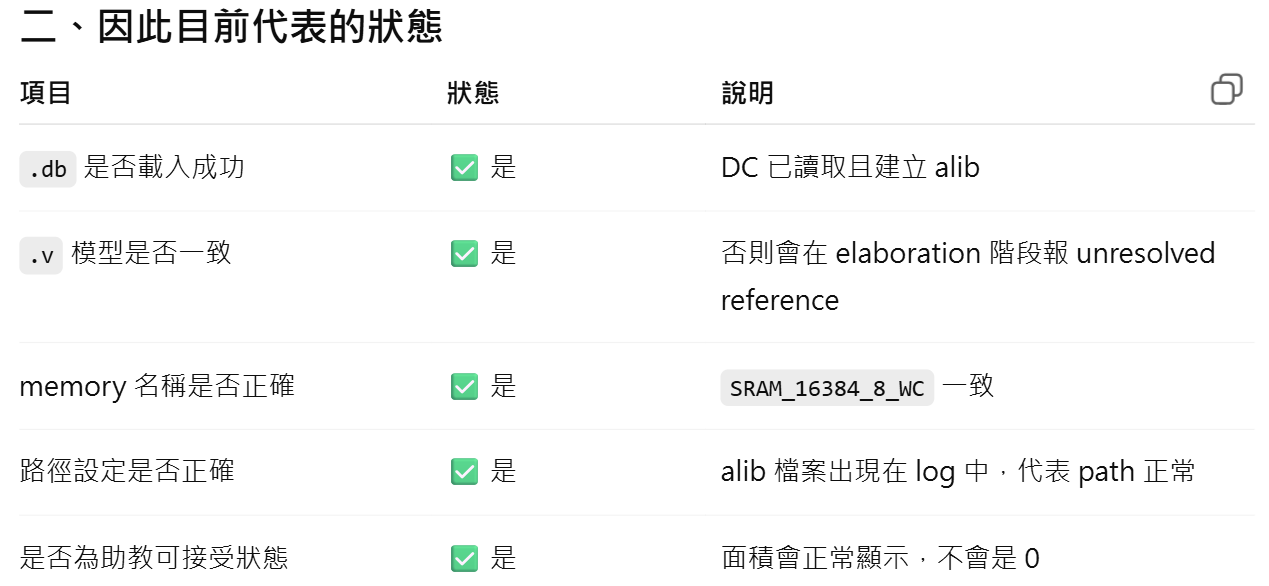 二、因此目前代表的狀態
項目 狀態 說明
.db 是否載入成功 ✅ 是 DC 已讀取且建立 alib
.v 模型是否一致 ✅ 是 否則會在 elaboration 階段報 unresolved
reference
memory 名稱是否正確 ✅ 是 SRAM_16384_8_WC 一致
路徑設定是否正確 ✅ 是 alib 檔案出現在 log 中，代表 path 正常
是否為助教可接受狀態 ✅ 是 面積會正常顯示，不會是 0